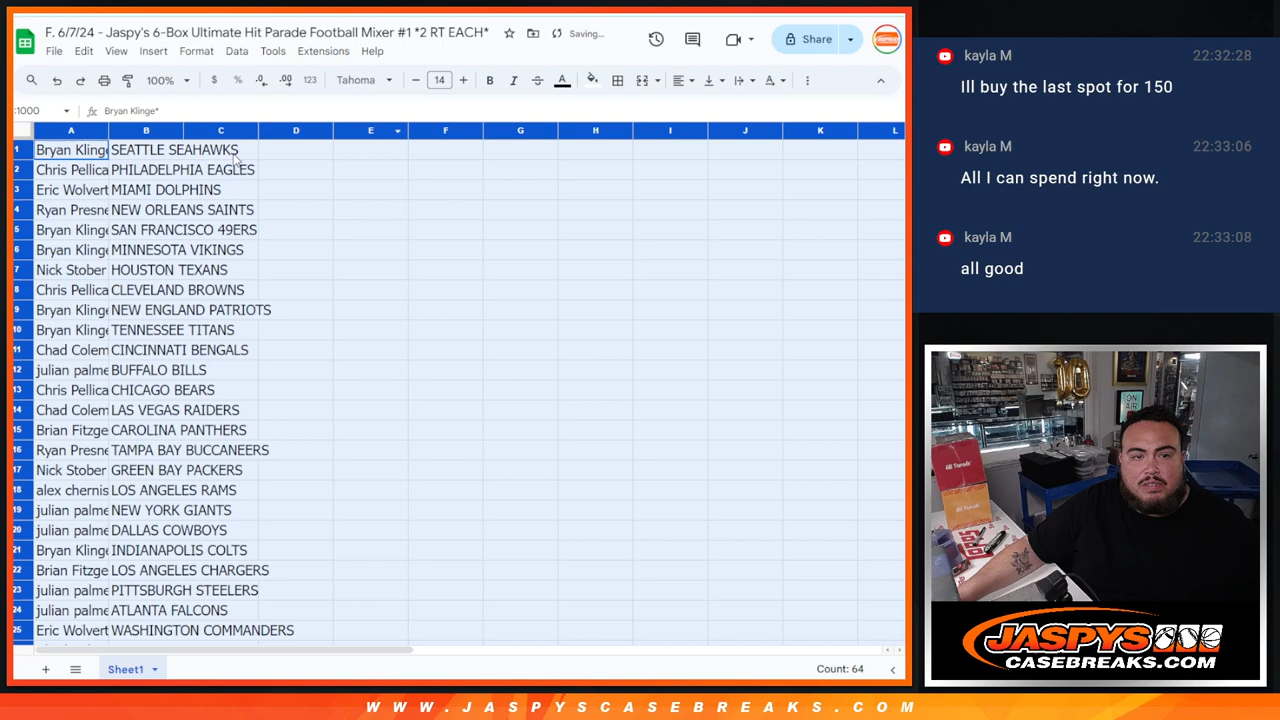 F. 6/7/24 - Jaspy's 6-Box Ultimate Hit Parade Football Mixer #1 *2 RT EACH*
Saving...
Share
File Edit View Insert Format Data Tools Extensions Help
100% $ % .0 .00 123 Tahoma 14 B I A
:1000 fx Bryan Klinge*
A B C D E F G H I J K L
1 Bryan Klinge SEATTLE SEAHAWKS
2 Chris Pellica PHILADELPHIA EAGLES
3 Eric Wolvert MIAMI DOLPHINS
4 Ryan Presne NEW ORLEANS SAINTS
5 Bryan Klinge SAN FRANCISCO 49ERS
6 Bryan Klinge MINNESOTA VIKINGS
7 Nick Stober HOUSTON TEXANS
8 Chris Pellica CLEVELAND BROWNS
9 Bryan Klinge NEW ENGLAND PATRIOTS
10 Bryan Klinge TENNESSEE TITANS
11 Chad Colem CINCINNATI BENGALS
12 julian palme BUFFALO BILLS
13 Chris Pellica CHICAGO BEARS
14 Chad Colem LAS VEGAS RAIDERS
15 Brian Fitzge CAROLINA PANTHERS
16 Ryan Presne TAMPA BAY BUCCANEERS
17 Nick Stober GREEN BAY PACKERS
18 alex chernis LOS ANGELES RAMS
19 julian palme NEW YORK GIANTS
20 julian palme DALLAS COWBOYS
21 Bryan Klinge INDIANAPOLIS COLTS
22 Brian Fitzge LOS ANGELES CHARGERS
23 julian palme PITTSBURGH STEELERS
24 julian palme ATLANTA FALCONS
25 Eric Wolvert WASHINGTON COMMANDERS
Sheet1
Count: 64
kayla M 22:32:28
Ill buy the last spot for 150
kayla M 22:33:06
All I can spend right now.
kayla M 22:33:08
all good
10
ON AIR
Hit Parade
Hit Parade
JASPYS
CASEBREAKS.COM
WWW.JASPYSCASEBREAKS.COM